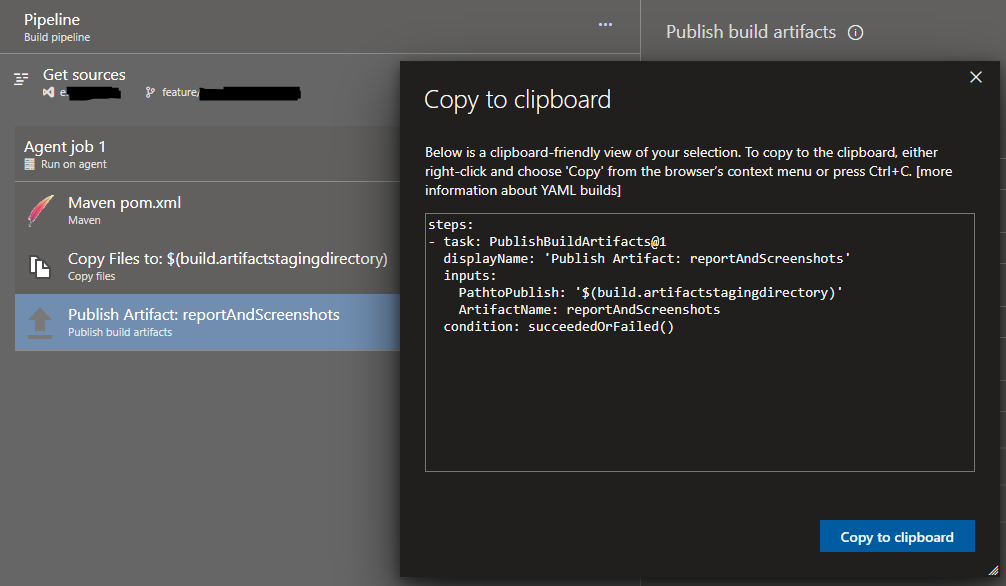 Pipeline
Build pipeline
...
Get sources
e.
feature/
Agent job 1
Run on agent
Maven pom.xml
Maven
Copy Files to: $(build.artifactstagingdirectory)
Copy files
Publish Artifact: reportAndScreenshots
Publish build artifacts
Publish build artifacts
Copy to clipboard
Below is a clipboard-friendly view of your selection. To copy to the clipboard, either
right-click and choose 'Copy' from the browser's context menu or press Ctrl+C. [more
information about YAML builds]
steps:
- task: PublishBuildArtifacts@1
  displayName: 'Publish Artifact: reportAndScreenshots'
  inputs:
    PathtoPublish: '$(build.artifactstagingdirectory)'
    ArtifactName: reportAndScreenshots
  condition: succeededOrFailed()
Copy to clipboard